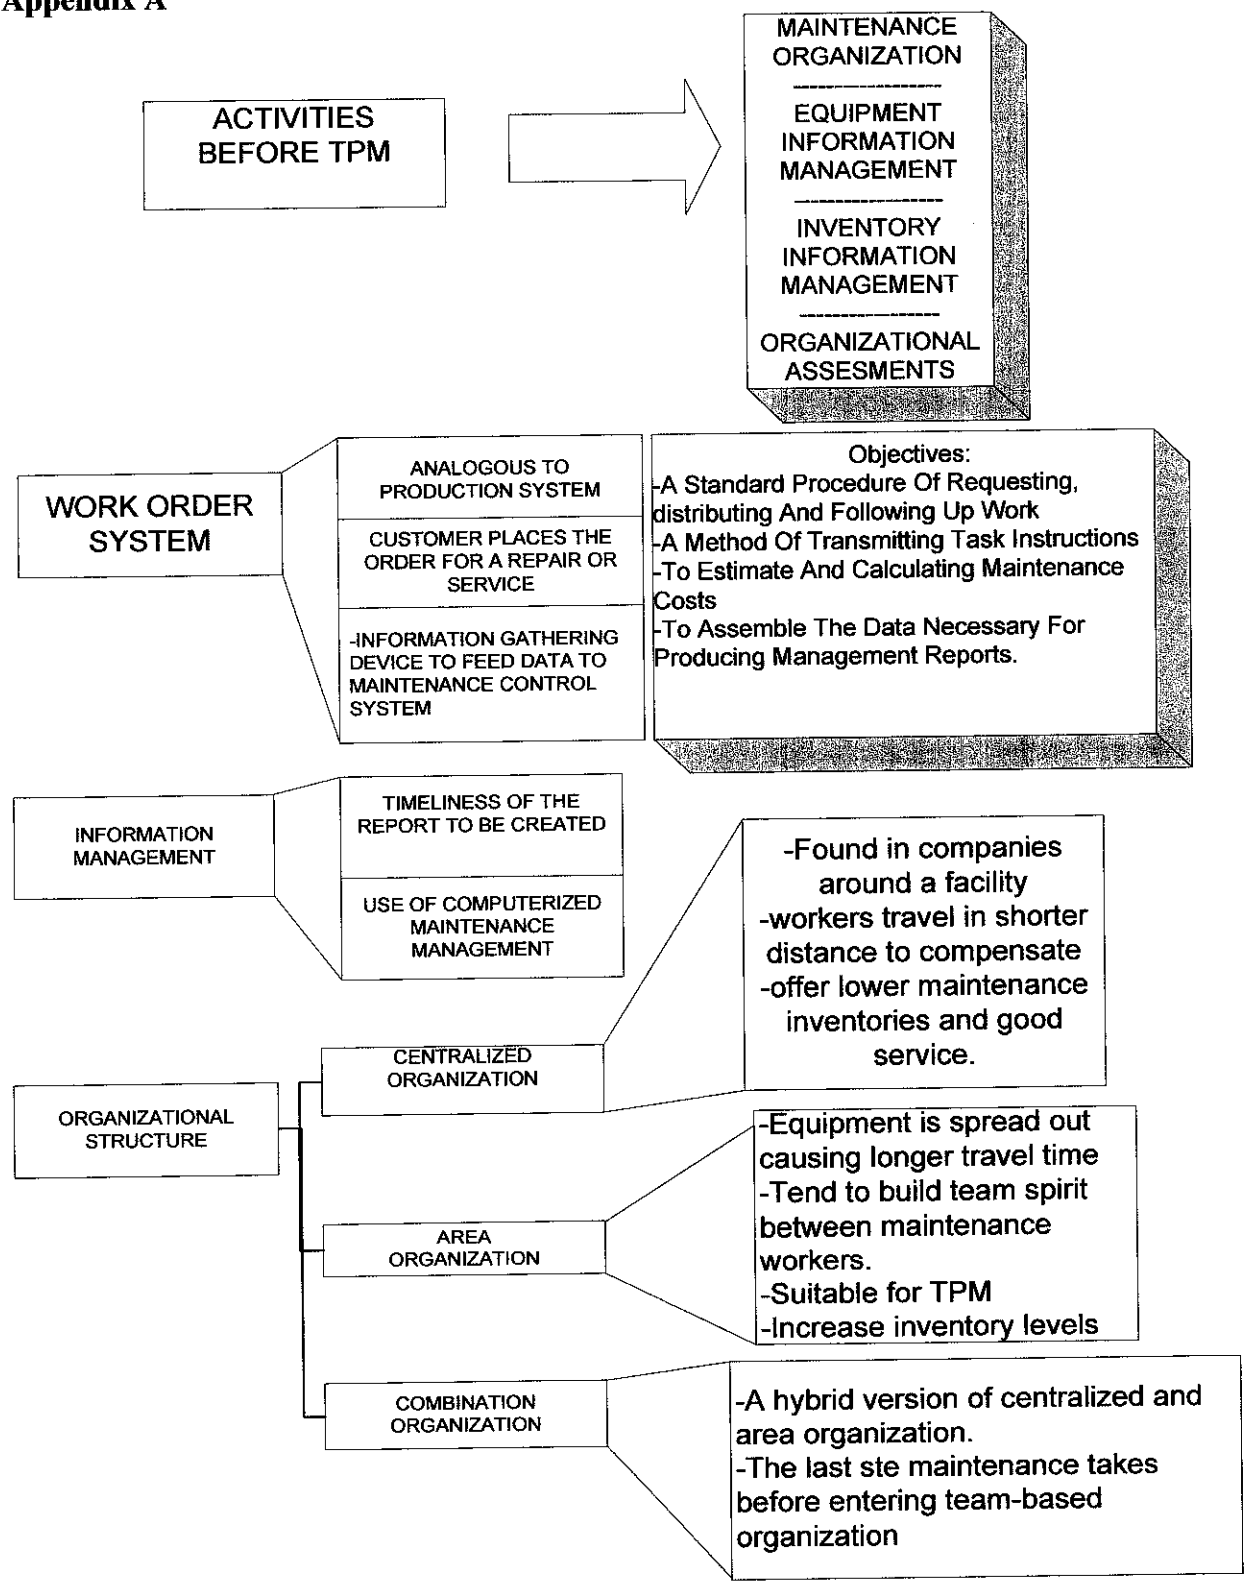 Appendix A
ACTIVITIES
BEFORE TPM
MAINTENANCE
ORGANIZATION
-----------------
EQUIPMENT
INFORMATION
MANAGEMENT
-----------------
INVENTORY
INFORMATION
MANAGEMENT
----------------
ORGANIZATIONAL
ASSESMENTS
WORK ORDER
SYSTEM
ANALOGOUS TO
PRODUCTION SYSTEM
CUSTOMER PLACES THE
ORDER FOR A REPAIR OR
SERVICE
-INFORMATION GATHERING
DEVICE TO FEED DATA TO
MAINTENANCE CONTROL
SYSTEM
Objectives:
-A Standard Procedure Of Requesting,
distributing And Following Up Work
-A Method Of Transmitting Task Instructions
-To Estimate And Calculating Maintenance
Costs
-To Assemble The Data Necessary For
Producing Management Reports.
INFORMATION
MANAGEMENT
TIMELINESS OF THE
REPORT TO BE CREATED
USE OF COMPUTERIZED
MAINTENANCE
MANAGEMENT
ORGANIZATIONAL
STRUCTURE
CENTRALIZED
ORGANIZATION
-Found in companies
around a facility
-workers travel in shorter
distance to compensate
-offer lower maintenance
inventories and good
service.
AREA
ORGANIZATION
-Equipment is spread out
causing longer travel time
-Tend to build team spirit
between maintenance
workers.
-Suitable for TPM
-Increase inventory levels
COMBINATION
ORGANIZATION
-A hybrid version of centralized and
area organization.
-The last ste maintenance takes
before entering team-based
organization